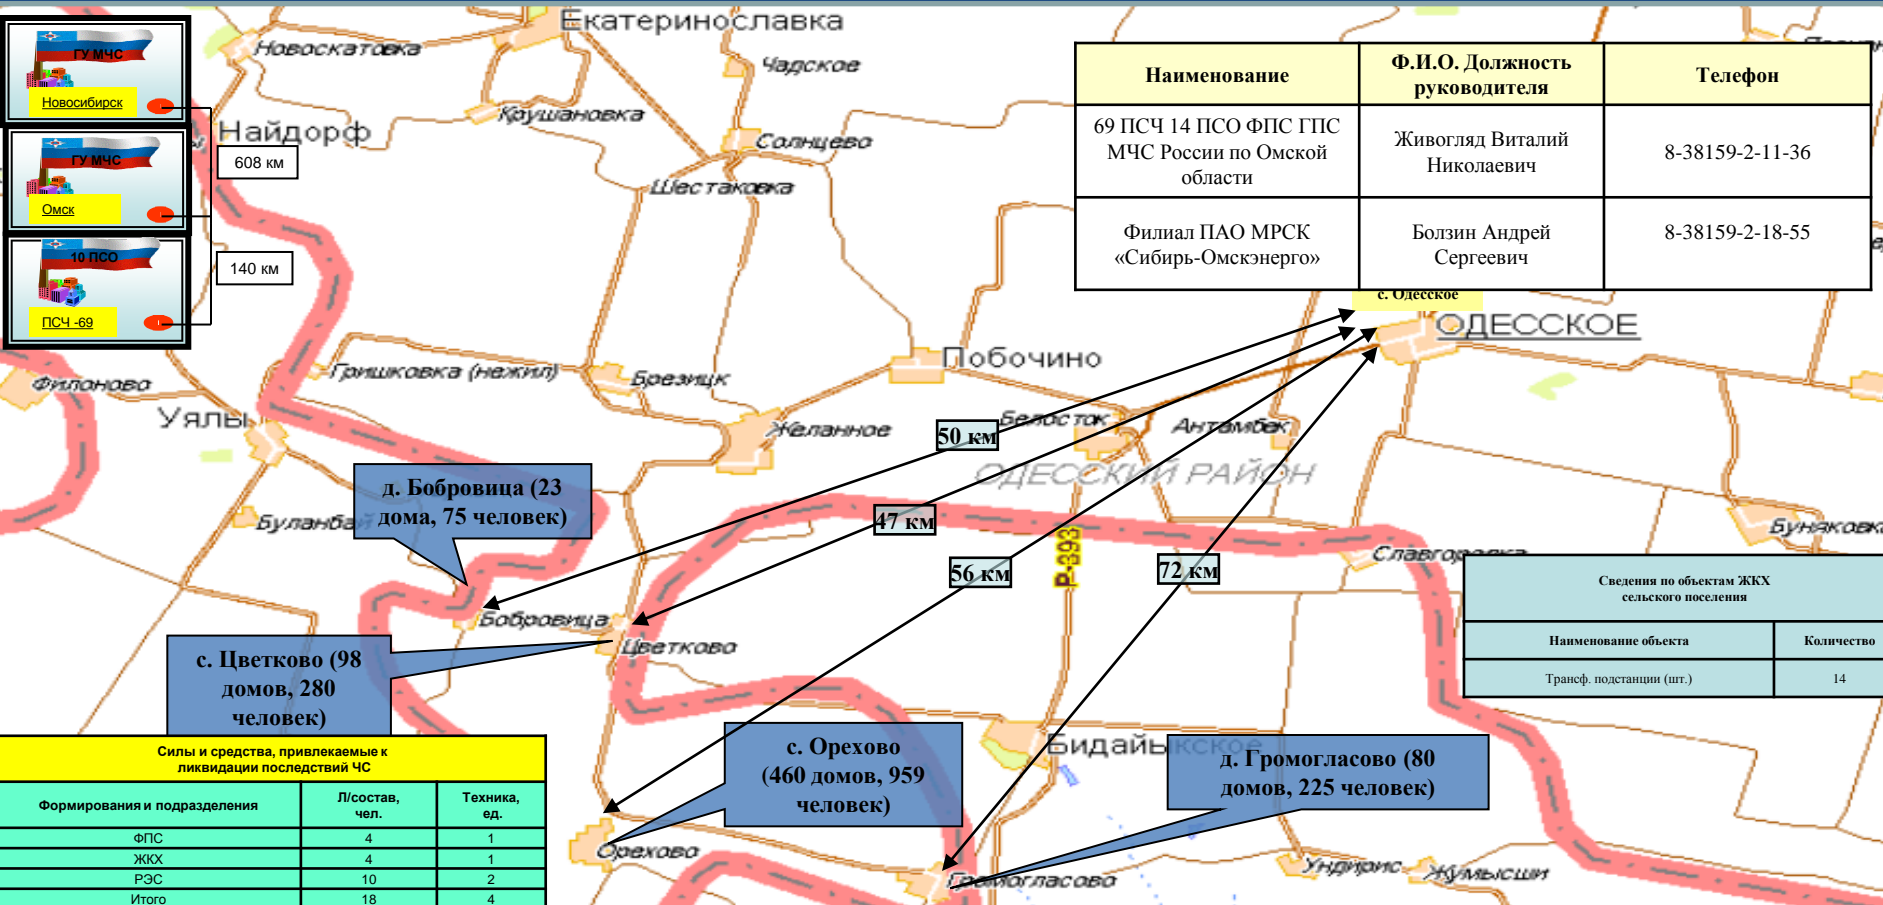 Екатеринославка
Новоскатовка
Чадское
Крушановка
Найдорф
Солнцево
Шестаковка
ГУ МЧС
Новосибирск
608 км
ГУ МЧС
Омск
140 км
10 ПСО
ПСЧ -69
Наименование
Ф.И.О. Должность
руководителя
Телефон
69 ПСЧ 14 ПСО ФПС ГПС
МЧС России по Омской
области
Живогляд Виталий
Николаевич
8-38159-2-11-36
Филиал ПАО МРСК
«Сибирь-Омскэнерго»
Болзин Андрей
Сергеевич
8-38159-2-18-55
с. Одесское
ОДЕССКОЕ
Побочино
Гришковка (нежил)
Брезицк
Филоново
Уялы
Желанное
Белосток
Антамбек
50 км
ОДЕССКИЙ РАЙОН
д. Бобровица (23
дома, 75 человек)
Буланбай
47 км
Буняковка
Славгородка
Р-393
56 км
72 км
Сведения по объектам ЖКХ
сельского поселения
Наименование объекта
Количество
Трансф. подстанции (шт.)
14
Бобровица
Цветково
с. Цветково (98
домов, 280
человек)
с. Орехово
(460 домов, 959
человек)
Бидайыкское
д. Громогласово (80
домов, 225 человек)
Силы и средства, привлекаемые к
ликвидации последствий ЧС
Формирования и подразделения
Л/состав,
чел.
Техника,
ед.
ФПС
4
1
ЖКХ
4
1
РЭС
10
2
Итого
18
4
Орехово
Громогласово
Ундирис
Жумысши